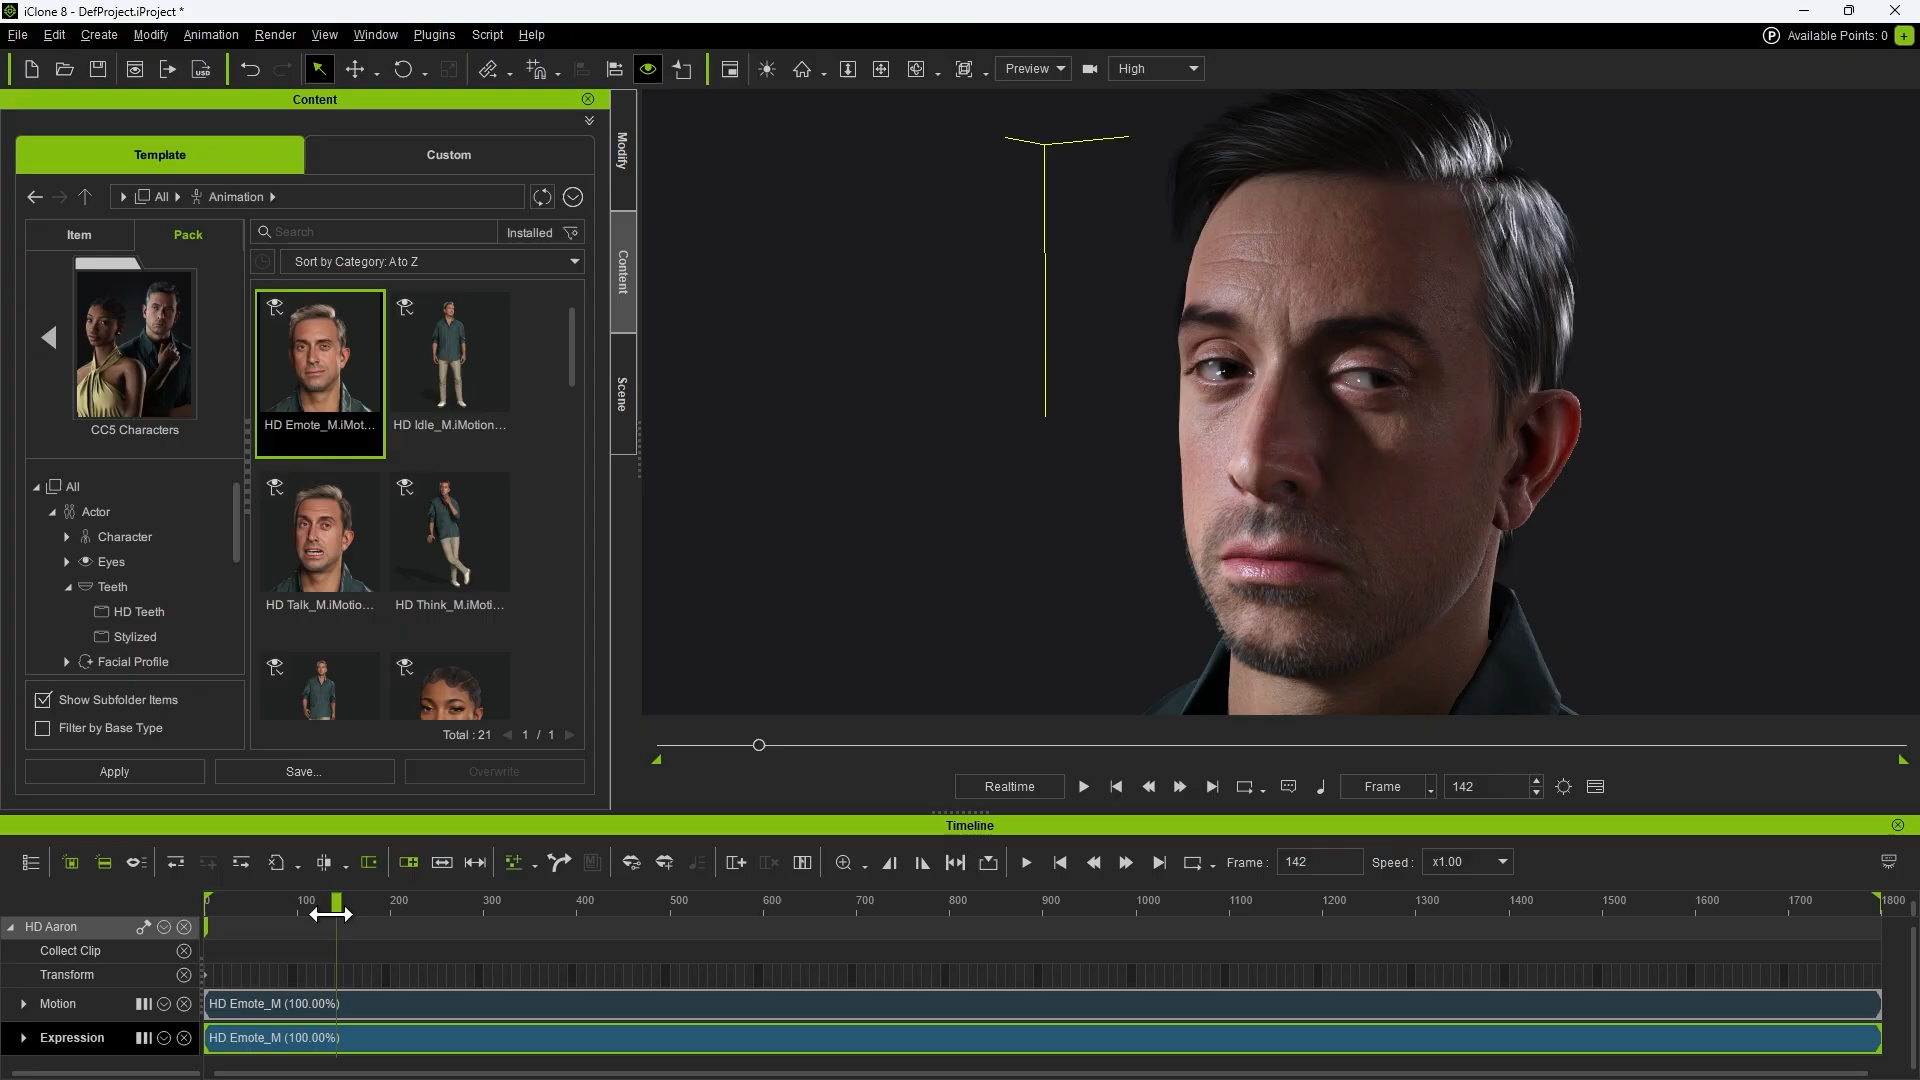 iClone 8 - DefProject.iProject *
File Edit Create Modify Animation Render View Window Plugins Script Help
P Available Points: 0 +
USD
Preview
High
Content
Template
Custom
All
Animation
Item
Pack
Search
Installed
Sort by Category: A to Z
CC5 Characters
HD Emote_M.iMot...
HD Idle_M.iMotion...
HD Talk_M.iMotio...
HD Think_M.iMoti...
All
Actor
Character
Eyes
Teeth
HD Teeth
Stylized
Facial Profile
Show Subfolder Items
Filter by Base Type
Total : 21
1 / 1
Apply
Save...
Overwrite
Modify
Content
Scene
Realtime
Frame
142
Timeline
Frame : 142
Speed : x1.00
0 100 200 300 400 500 600 700 800 900 1000 1100 1200 1300 1400 1500 1600 1700 1800
HD Aaron
Collect Clip
Transform
Motion
HD Emote_M (100.00%)
Expression
HD Emote_M (100.00%)